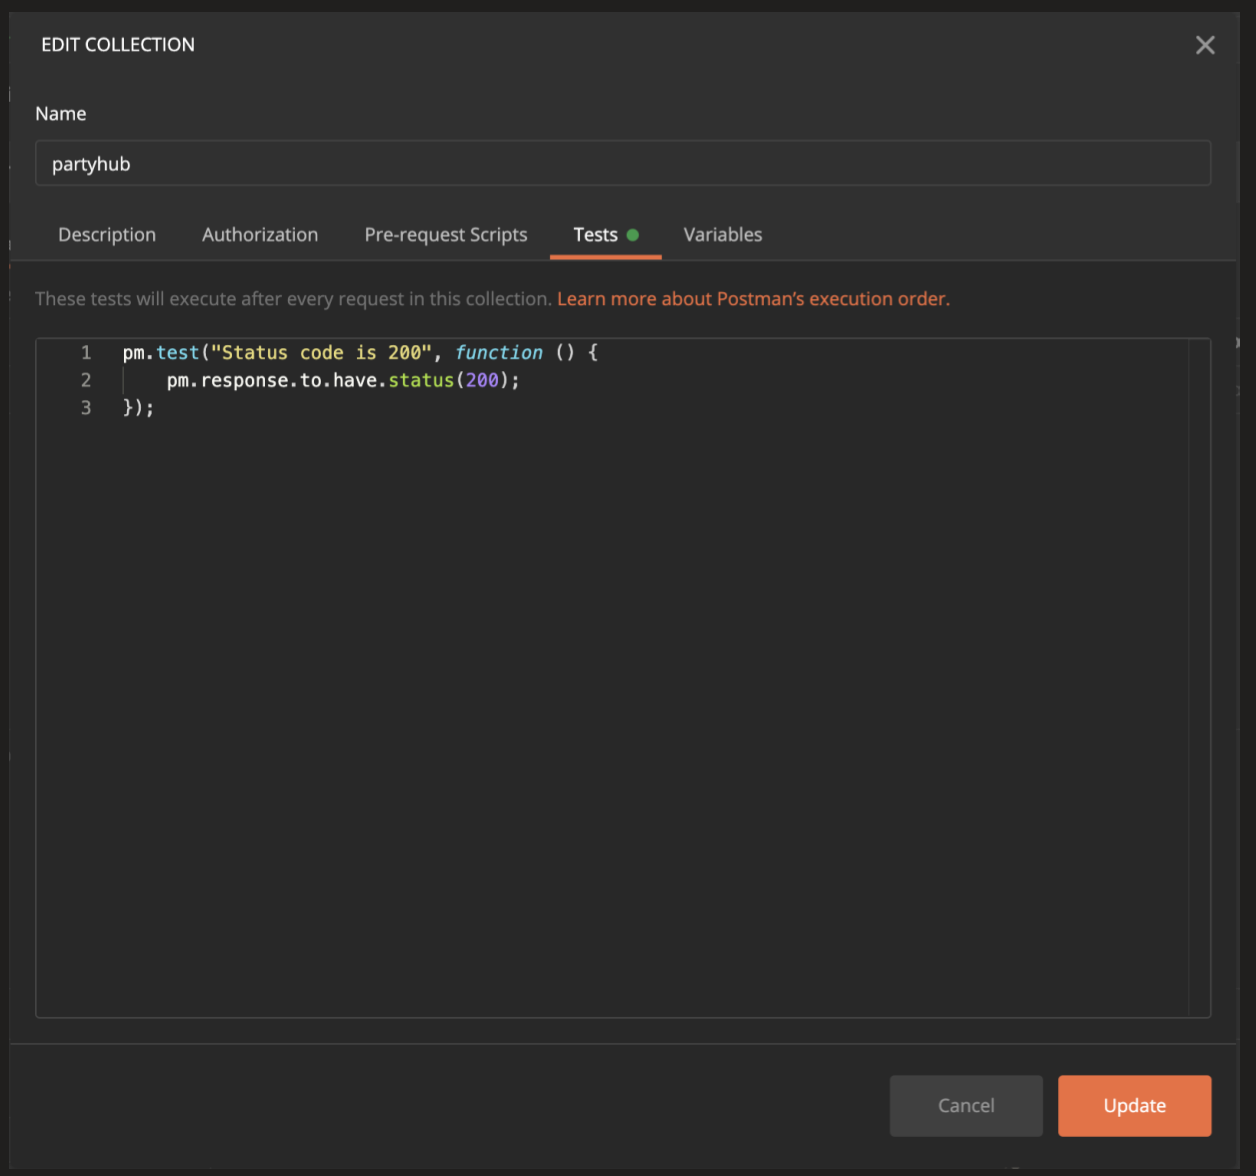 EDIT COLLECTION
Name
partyhub
Description Authorization Pre-request Scripts Tests Variables
These tests will execute after every request in this collection. Learn more about Postman's execution order.
1 pm.test("Status code is 200", function () {
2 pm.response.to.have.status(200);
3 });
Cancel Update